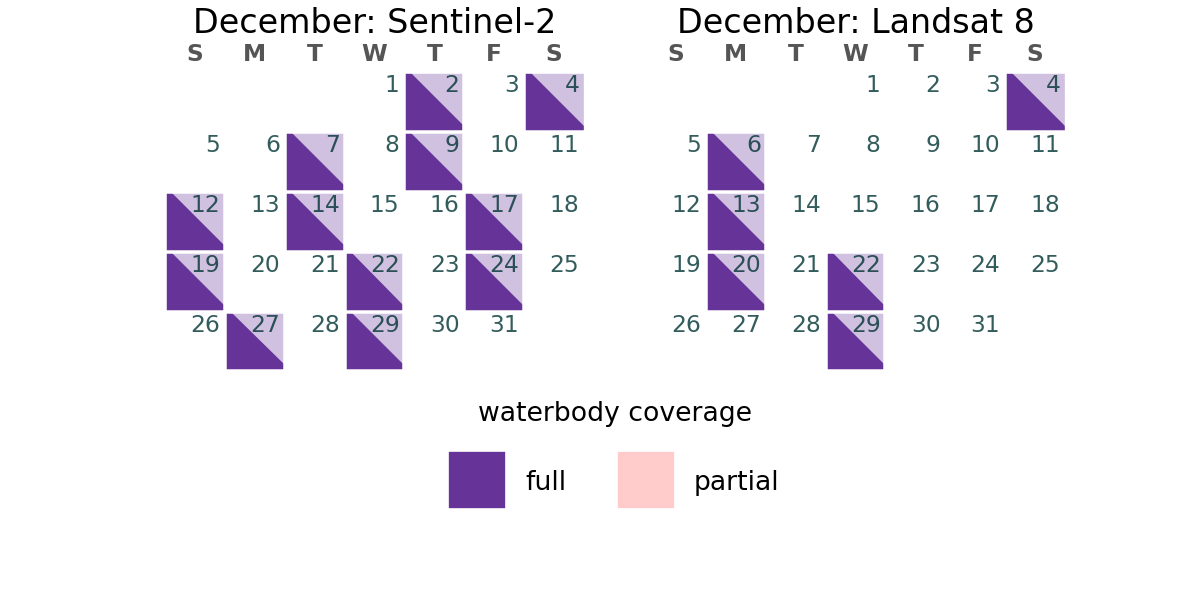 December: Sentinel-2
S M T W T F S
1 2 3 4
5 6 7 8 9 10 11
12 13 14 15 16 17 18
19 20 21 22 23 24 25
26 27 28 29 30 31
December: Landsat 8
S M T W T F S
1 2 3 4
5 6 7 8 9 10 11
12 13 14 15 16 17 18
19 20 21 22 23 24 25
26 27 28 29 30 31
waterbody coverage
full partial